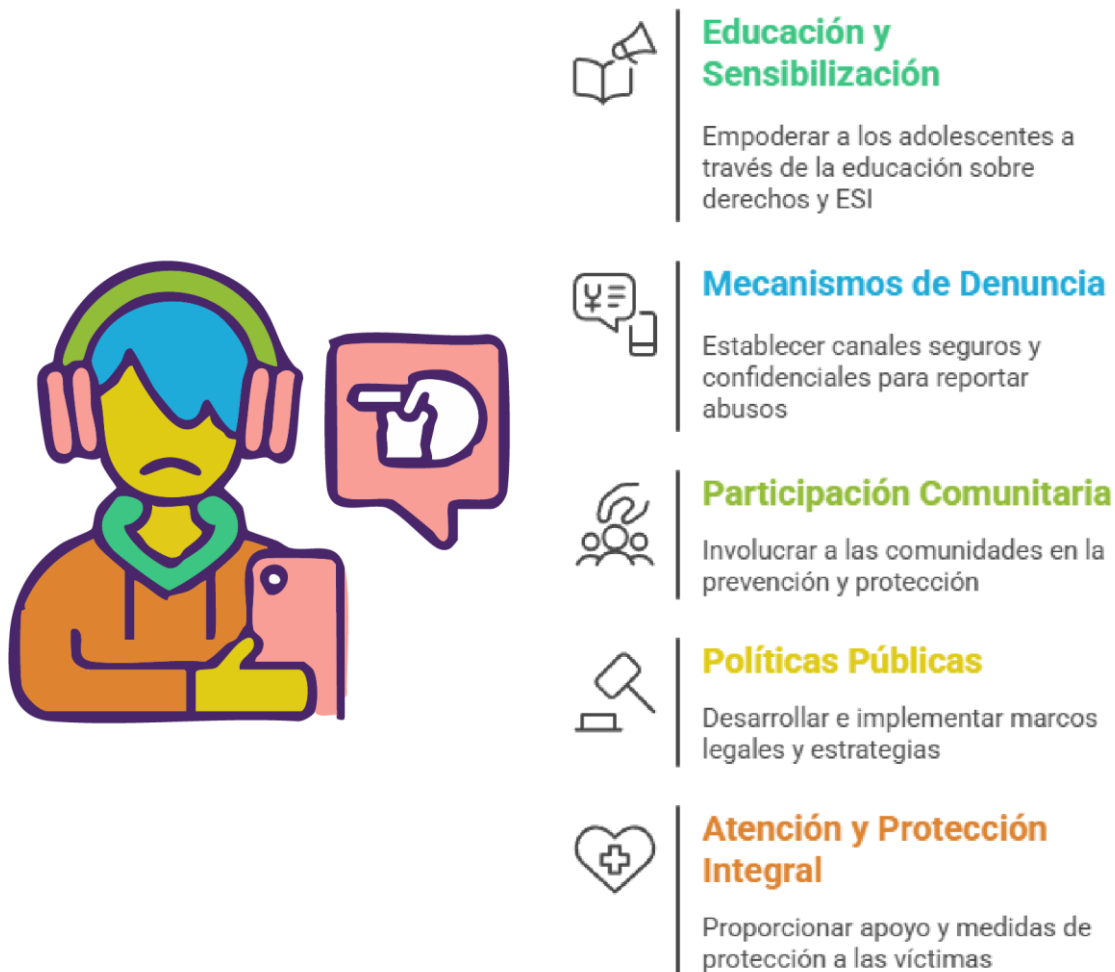 Educación y
Sensibilización
Empoderar a los adolescentes a
través de la educación sobre
derechos y ESI
Mecanismos de Denuncia
Establecer canales seguros y
confidenciales para reportar
abusos
Participación Comunitaria
Involucrar a las comunidades en la
prevención y protección
Políticas Públicas
Desarrollar e implementar marcos
legales y estrategias
Atención y Protección
Integral
Proporcionar apoyo y medidas de
protección a las víctimas